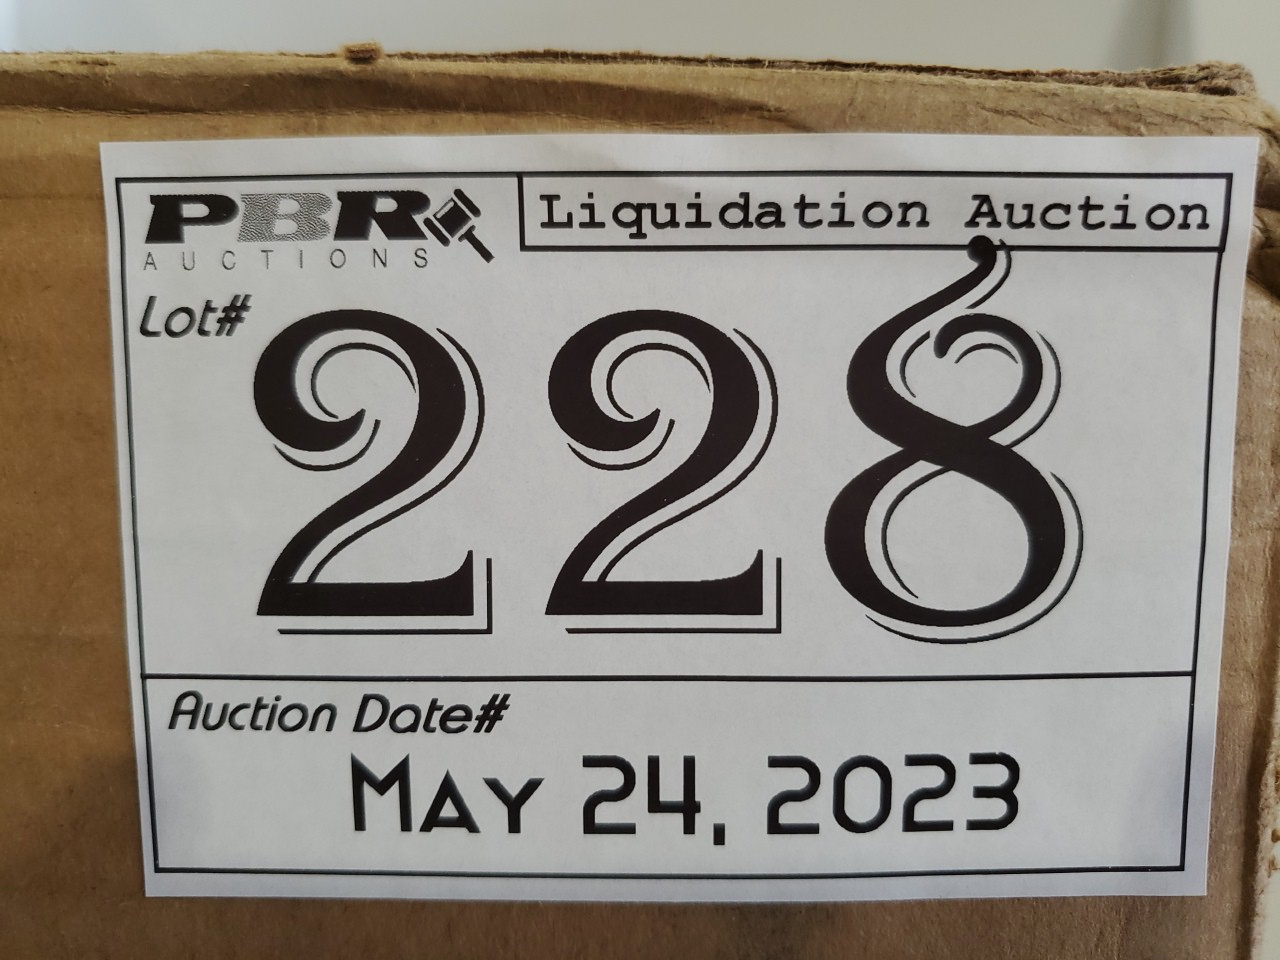 PBR
AUCTIONS
Liquidation Auction
Lot#
228
Auction Date#
May 24, 2023